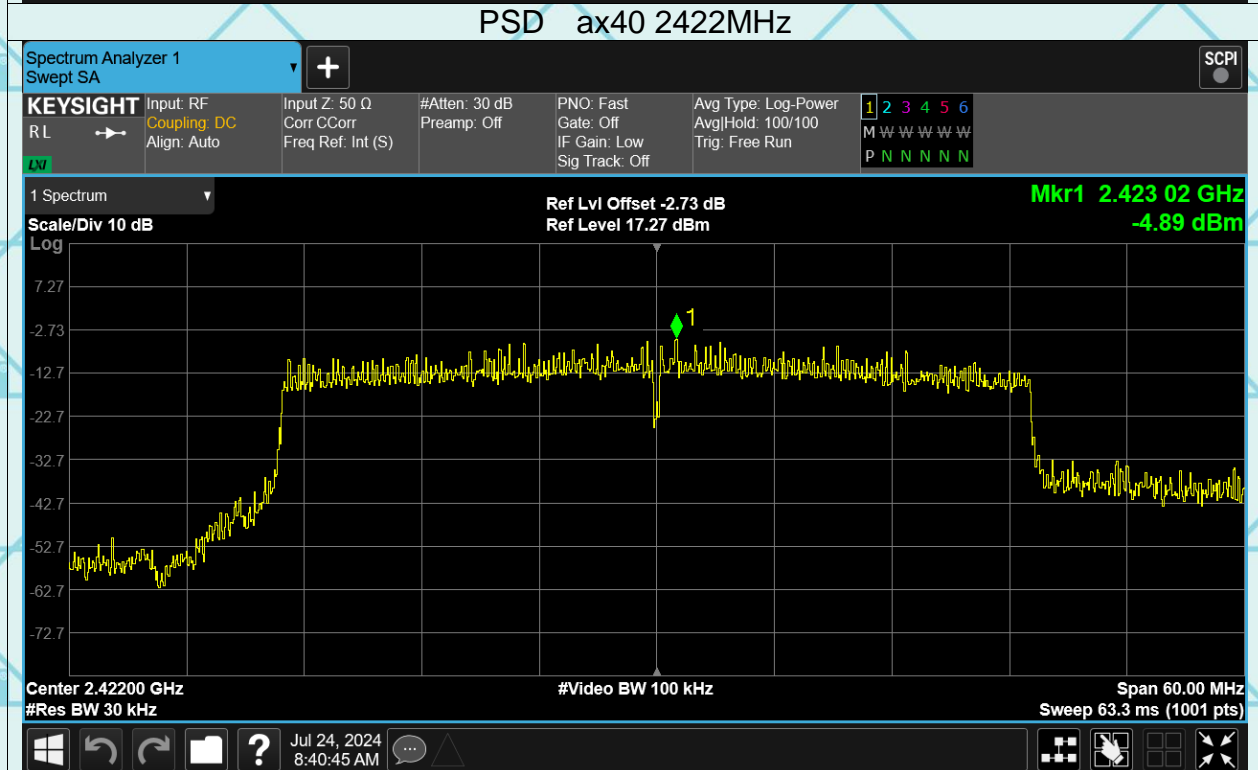 PSD ax40 2422MHz
Spectrum Analyzer 1
Swept SA
+
SCPI
KEYSIGHT
R L
LXI
Input: RF
Coupling: DC
Align: Auto
Input Z: 50 Ω
Corr CCorr
Freq Ref: Int (S)
#Atten: 30 dB
Preamp: Off
PNO: Fast
Gate: Off
IF Gain: Low
Sig Track: Off
Avg Type: Log-Power
Avg|Hold: 100/100
Trig: Free Run
1 2 3 4 5 6
M W W W W W
P N N N N N
1 Spectrum
Scale/Div 10 dB
Ref Lvl Offset -2.73 dB
Ref Level 17.27 dBm
Mkr1 2.423 02 GHz
-4.89 dBm
Log
7.27
-2.73
-12.7
-22.7
-32.7
-42.7
-52.7
-62.7
-72.7
1
Center 2.42200 GHz
#Res BW 30 kHz
#Video BW 100 kHz
Span 60.00 MHz
Sweep 63.3 ms (1001 pts)
?
Jul 24, 2024
8:40:45 AM